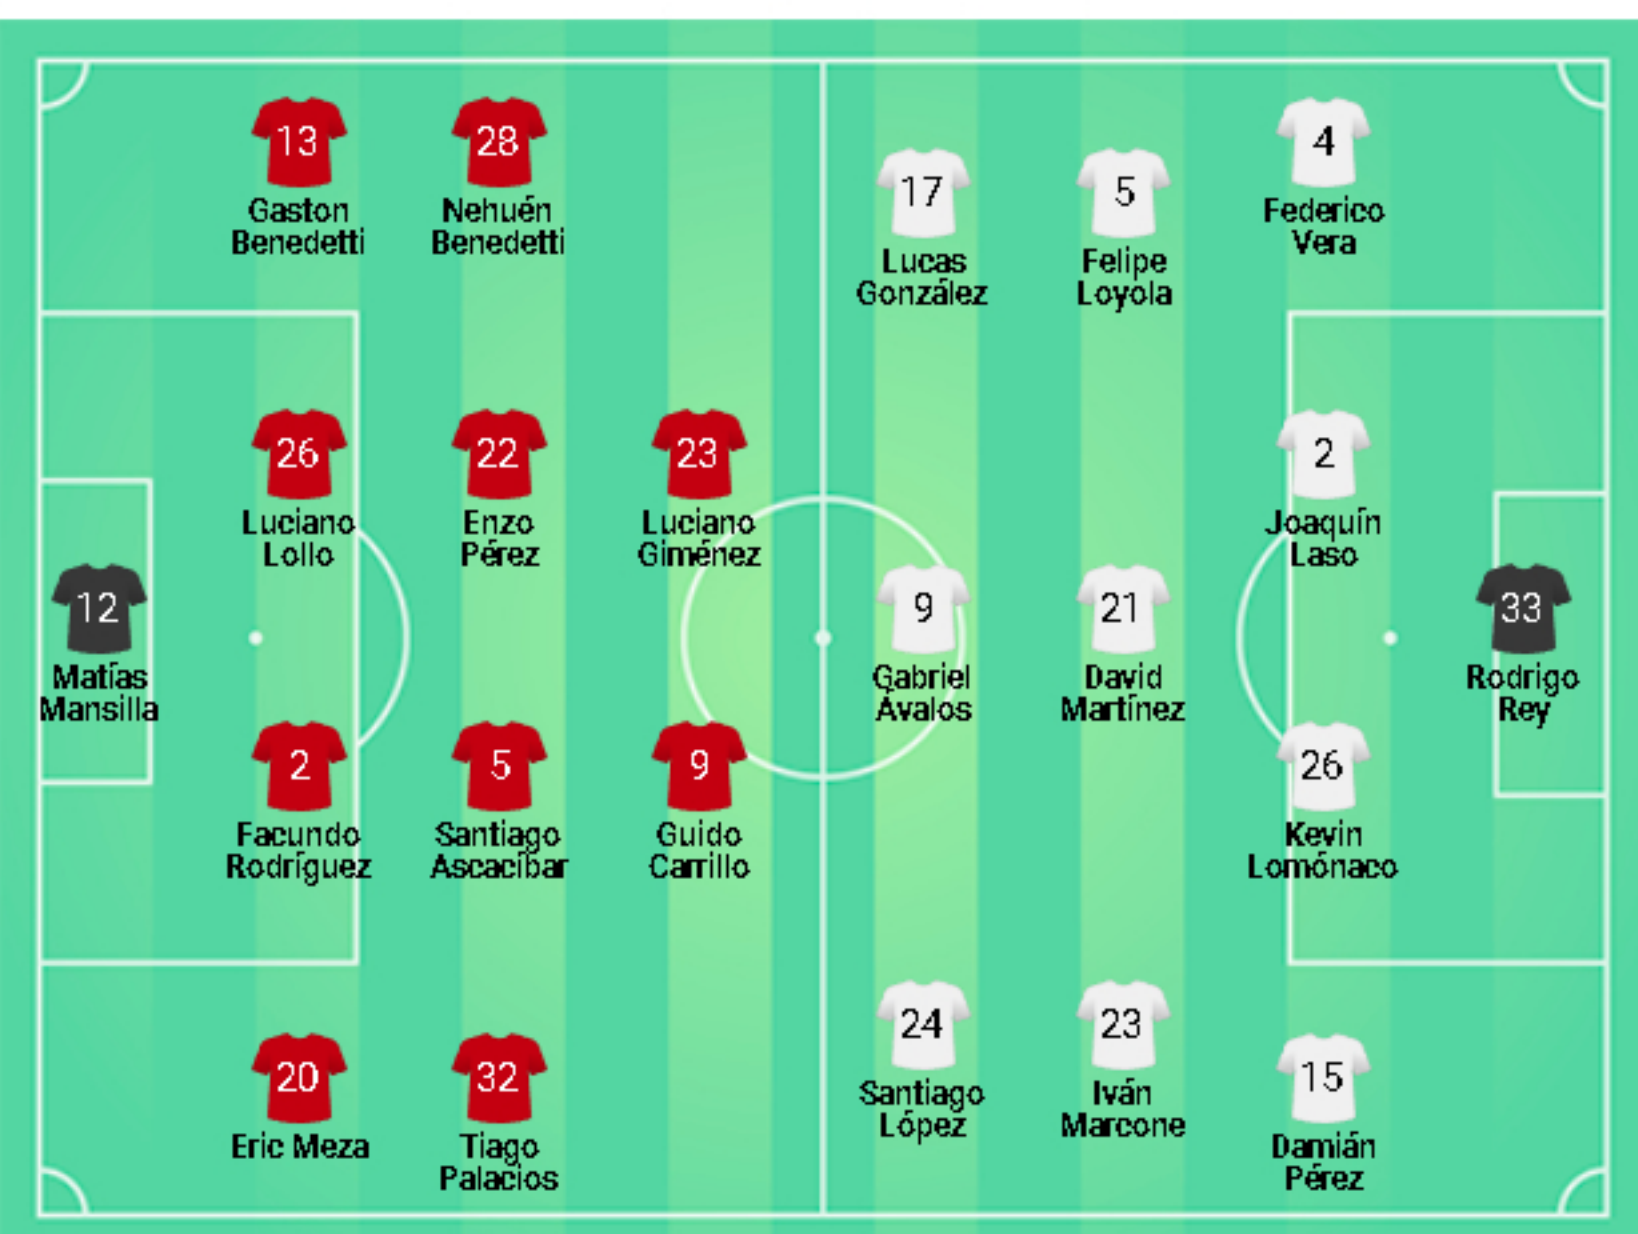 13
Gaston
Benedetti
28
Nehuén
Benedetti
17
Lucas
González
5
Felipe
Loyola
4
Federico
Vera
26
Luciano
Lollo
22
Enzo
Pérez
23
Luciano
Giménez
2
Joaquín
Laso
12
Matías
Mansilla
9
Gabriel
Ávalos
21
David
Martínez
33
Rodrigo
Rey
2
Facundo
Rodríguez
5
Santiago
Ascacíbar
9
Guido
Carrillo
26
Kevin
Lomónaco
20
Eric Meza
32
Tiago
Palacios
24
Santiago
López
23
Iván
Marcone
15
Damián
Pérez